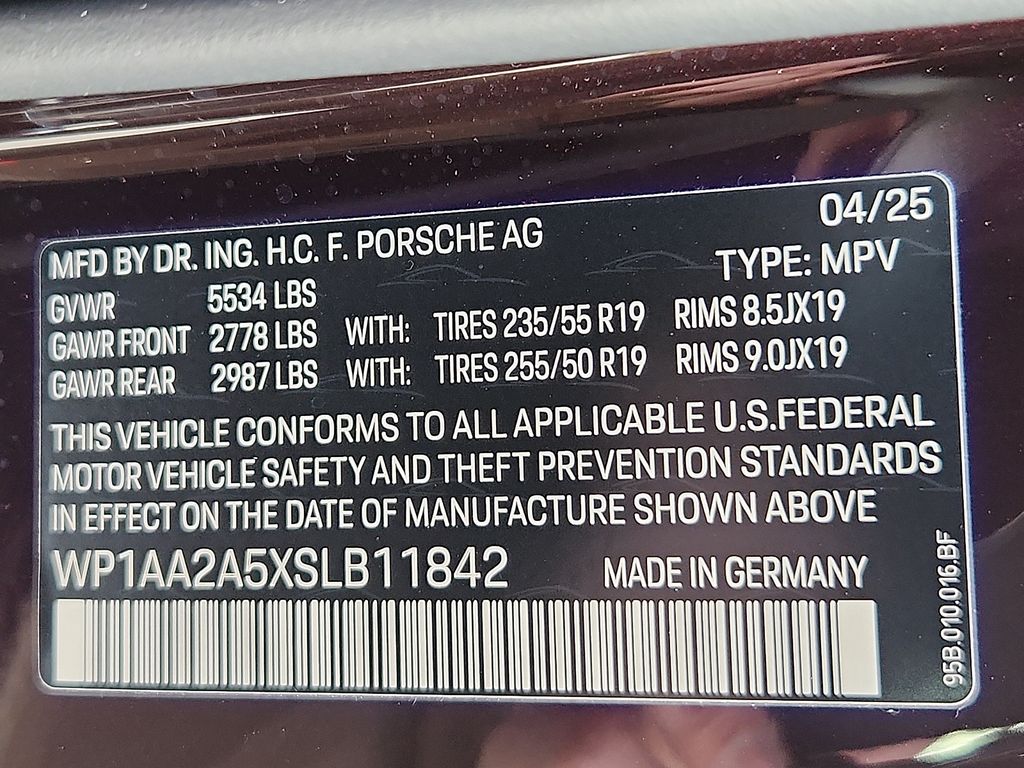 04/25
MFD BY DR. ING. H.C. F. PORSCHE AG
TYPE: MPV
GVWR 5534 LBS
GAWR FRONT 2778 LBS WITH: TIRES 235/55 R19 RIMS 8.5JX19
GAWR REAR 2987 LBS WITH: TIRES 255/50 R19 RIMS 9.0JX19
THIS VEHICLE CONFORMS TO ALL APPLICABLE U.S.FEDERAL
MOTOR VEHICLE SAFETY AND THEFT PREVENTION STANDARDS
IN EFFECT ON THE DATE OF MANUFACTURE SHOWN ABOVE
WP1AA2A5XSLB11842 MADE IN GERMANY
95B.010.016.BF